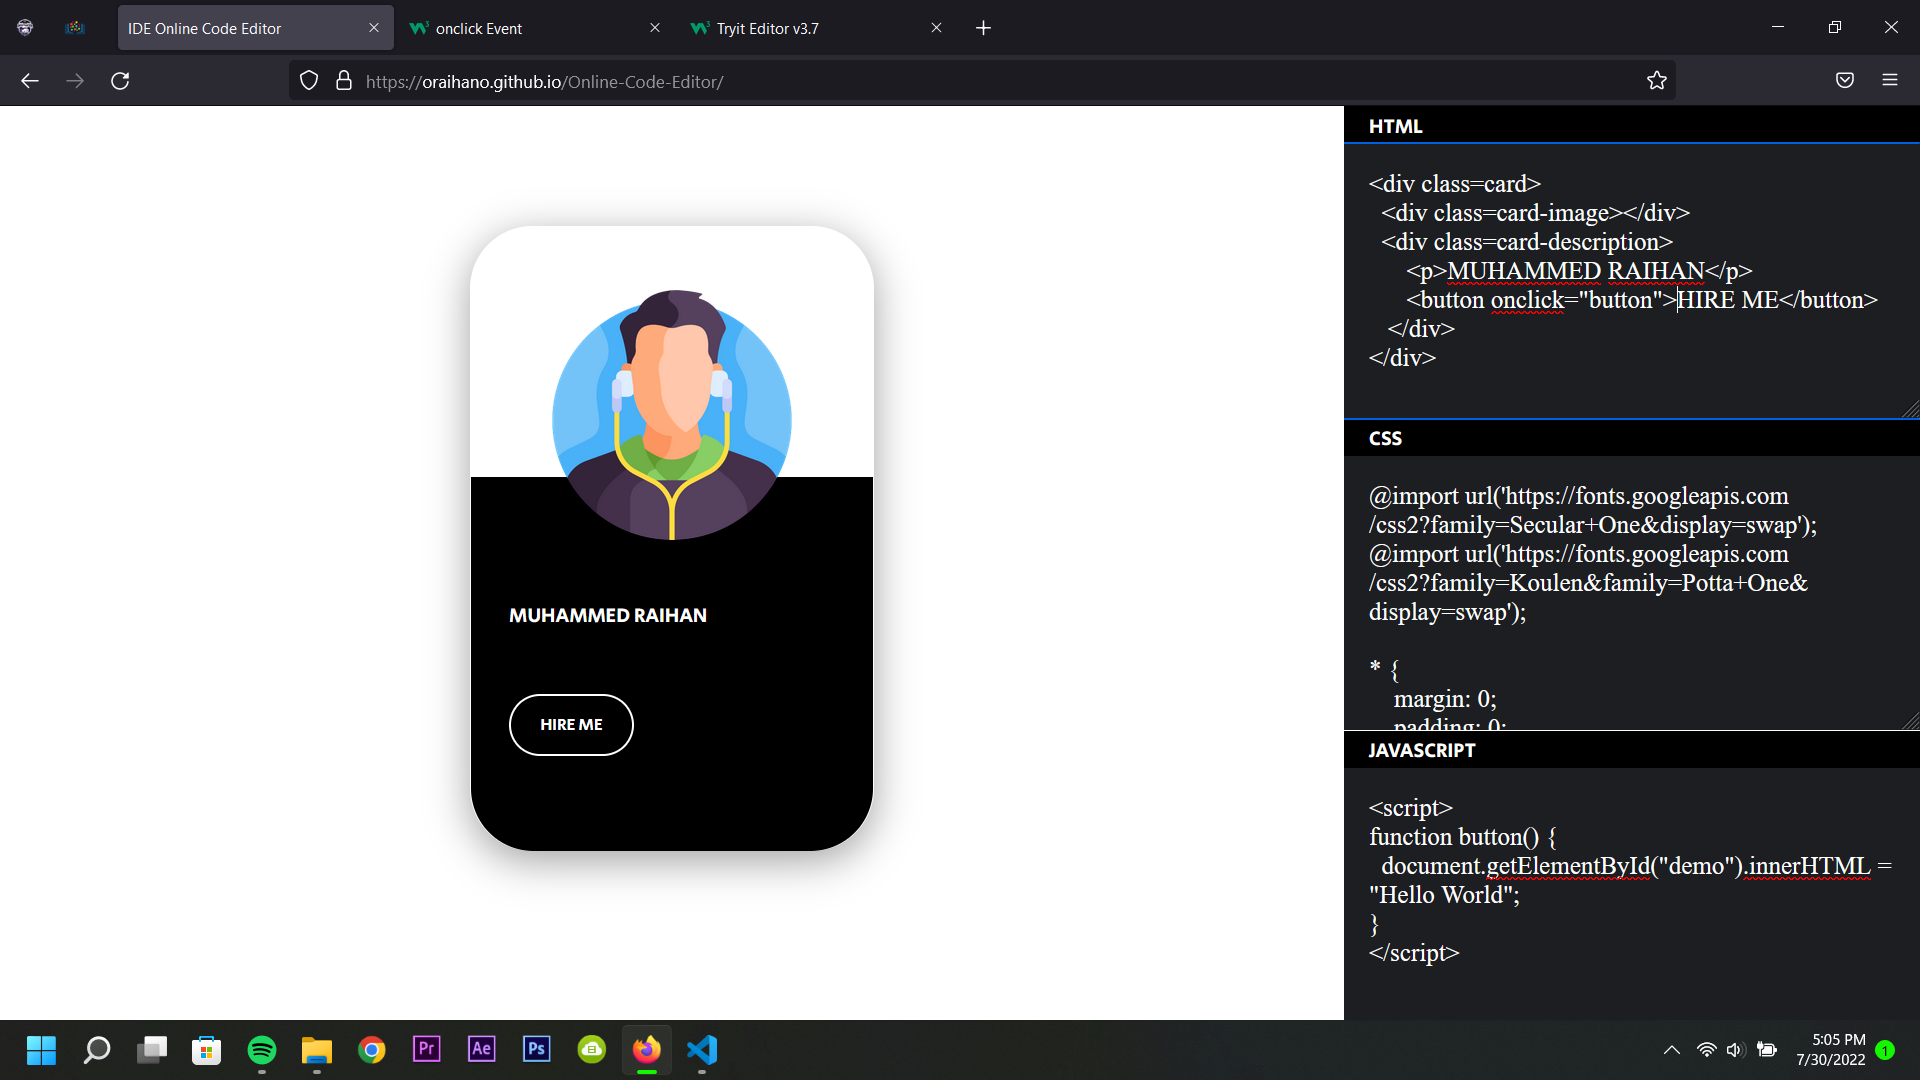 IDE Online Code Editor
onclick Event
Tryit Editor v3.7
https://oraihano.github.io/Online-Code-Editor/
MUHAMMED RAIHAN
HIRE ME
HTML
<div class=card>
<div class=card-image></div>
<div class=card-description>
<p>MUHAMMED RAIHAN</p>
<button onclick="button">HIRE ME</button>
</div>
</div>
CSS
@import url('https://fonts.googleapis.com
/css2?family=Secular+One&display=swap');
@import url('https://fonts.googleapis.com
/css2?family=Koulen&family=Potta+One&
display=swap');
* {
margin: 0;
padding: 0;
JAVASCRIPT
<script>
function button() {
document.getElementById("demo").innerHTML =
"Hello World";
}
</script>
Pr
Ae
Ps
5:05 PM
7/30/2022
1